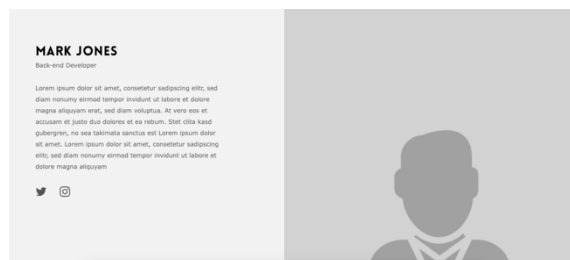 MARK JONES
Back-end Developer
Lorem ipsum dolor sit amet, consetetur sadipscing elitr, sed
diam nonumy eirmod tempor invidunt ut labore et dolore
magna aliquyam erat, sed diam voluptua. At vero eos et
accusam et justo duo dolores et ea rebum. Stet clita kasd
gubergren, no sea takimata sanctus est Lorem ipsum dolor
sit amet. Lorem ipsum dolor sit amet, consetetur sadipscing
elitr, sed diam nonumy eirmod tempor invidunt ut labore et
dolore magna aliquyam